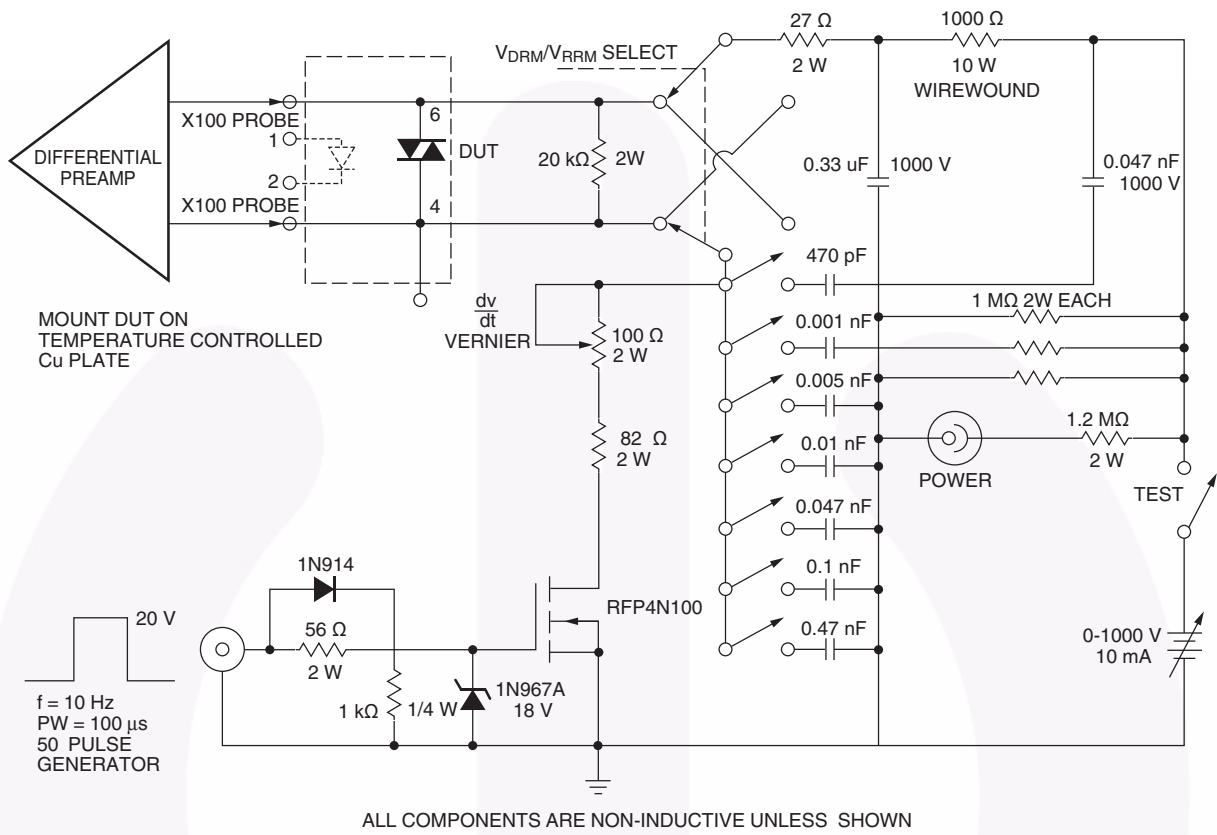 27 Ω
2 W
1000 Ω
10 W
WIREWOUND
V_DRM/V_RRM SELECT
X100 PROBE
1
2
X100 PROBE
DIFFERENTIAL
PREAMP
6
DUT
4
20 kΩ
2W
0.33 uF
1000 V
0.047 nF
1000 V
470 pF
1 MΩ 2W EACH
0.001 nF
0.005 nF
0.01 nF
0.047 nF
0.1 nF
0.47 nF
MOUNT DUT ON
TEMPERATURE CONTROLLED
Cu PLATE
dv
dt
VERNIER
100 Ω
2 W
82 Ω
2 W
1.2 MΩ
2 W
POWER
TEST
1N914
RFP4N100
20 V
56 Ω
2 W
1 kΩ
1/4 W
1N967A
18 V
0-1000 V
10 mA
f = 10 Hz
PW = 100 μs
50 PULSE
GENERATOR
ALL COMPONENTS ARE NON-INDUCTIVE UNLESS SHOWN